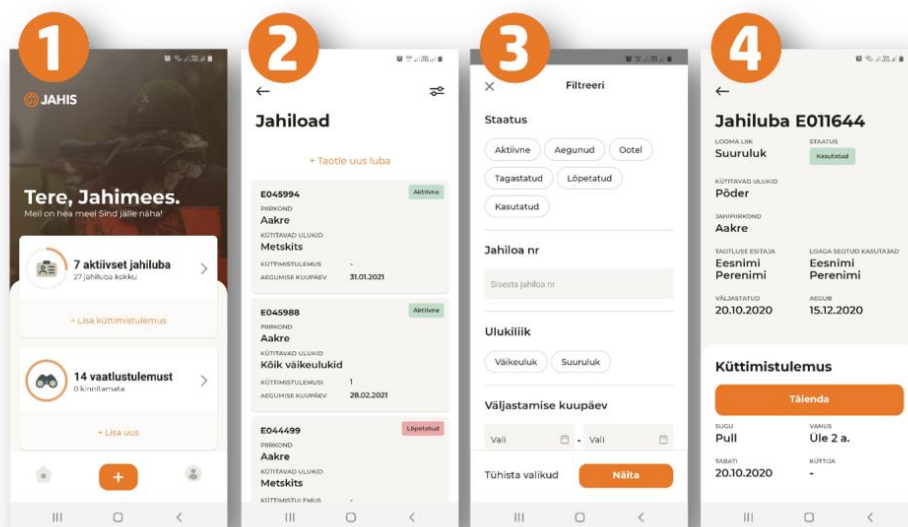 1
JAHIS
Tere, Jahimees.
Meil on hea meel Sind jälle näha!
7 aktiivset jahiluba
27 jahiluba kokku
+ Lisa küttimistulemus
14 vaatlustulemust
0 kinnitamata
+ Lisa uus
+
2
Jahiload
+ Taotle uus luba
E045994
Aktiivne
PIIRKOND
Aakre
KÜTITAVAD ULUKID
Metskits
KÜTTIMISTULEMUS -
AEGUMISE KUUPÄEV 31.01.2021
E045988
Aktiivne
PIIRKOND
Aakre
KÜTITAVAD ULUKID
Kõik väikeulukid
KÜTTIMISTULEMUSI 1
AEGUMISE KUUPÄEV 28.02.2021
E044499
Lõpetatud
PIIRKOND
Aakre
KÜTITAVAD ULUKID
Metskits
KÜTTIMISTULEMUS -
3
Filtreeri
Staatus
Aktiivne Aegunud Ootel
Tagastatud Lõpetatud
Kasutatud
Jahiloa nr
Sisesta jahiloa nr
Ulukiliik
Väikeuluk Suuruluk
Väljastamise kuupäev
Vali - Vali
Tühista valikud Näita
4
Jahiluba E011644
LOOMA LIIK STAATUS
Suuruluk Kasutatud
KÜTITAVAD ULUKID
Põder
JAHIPIIRKOND
Aakre
TAOTLUSE ESITAJA LOAGA SEOTUD KASUTAJAD
Eesnimi Eesnimi
Perenimi Perenimi
VÄLJASTATUD AEGUB
20.10.2020 15.12.2020
Küttimistulemus
Täienda
SUGU VANUS
Pull Üle 2 a.
TABATI KÜTTIJA
20.10.2020 -